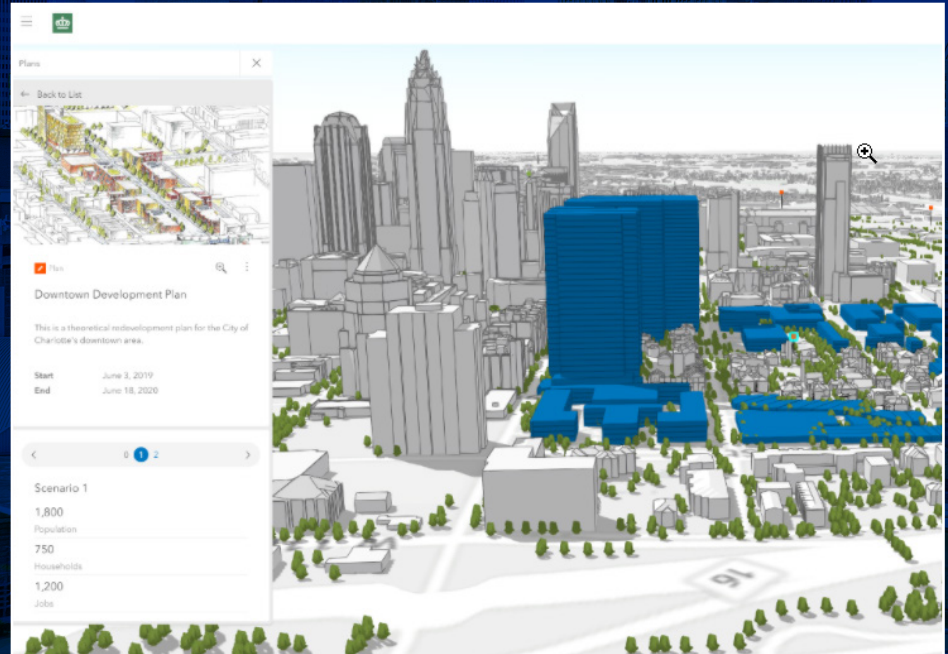 Plans
Back to List
Plan
Downtown Development Plan
This is a theoretical redevelopment plan for the City of
Charlotte's downtown area.
Start June 3, 2019
End June 18, 2020
0 1 2
Scenario 1
1,800
Population
750
Households
1,200
Jobs
16